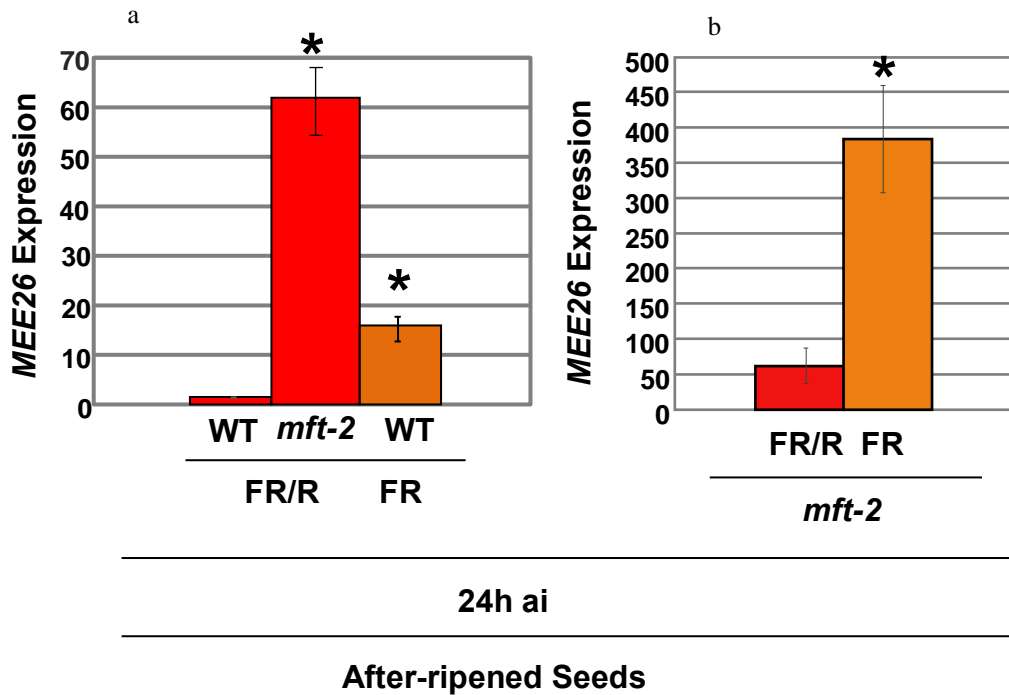 a
*
*
70
60
50
40
30
20
10
0
MEE26 Expression
WT mft-2 WT
FR/R FR
b
*
500
450
400
350
300
250
200
150
100
50
0
MEE26 Expression
FR/R FR
mft-2
24h ai
After-ripened Seeds